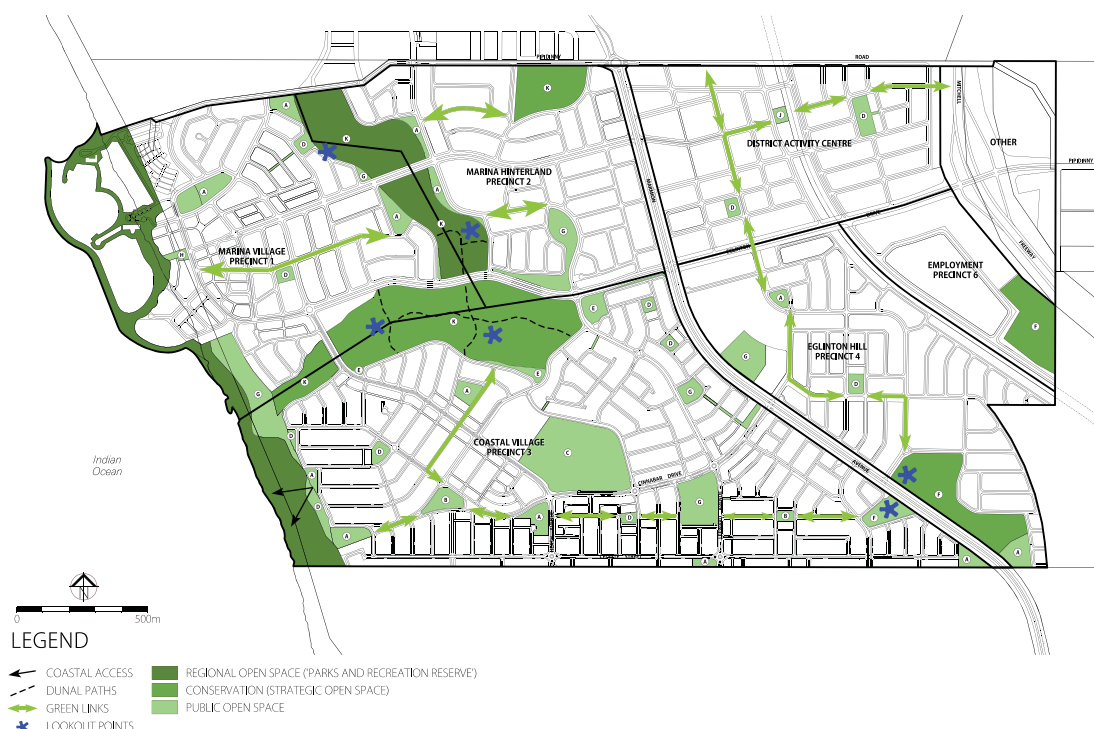 PIPIDINNY
ROAD
MITCHELL
OTHER
PIPIDINNY
DISTRICT ACTIVITY CENTRE
MARMION
MARINA HINTERLAND
PRECINCT 2
DRIVE
FREEWAY
MARINA VILLAGE
PRECINCT 1
EMPLOYMENT
PRECINCT 6
EGLINTON HILL
PRECINCT 4
COASTAL VILLAGE
PRECINCT 3
CINNABAR DRIVE
AVENUE
Indian
Ocean
A
K
K
A
D
G
A
A
K
K
A
H
D
G
J
D
D
A
F
K
E
D
D
E
E
G
G
D
K
G
A
D
D
A
D
A
B
A
C
D
G
B
F
F
A
A
A
N
0
500m
LEGEND
COASTAL ACCESS
DUNAL PATHS
GREEN LINKS
LOOKOUT POINTS
REGIONAL OPEN SPACE ('PARKS AND RECREATION RESERVE')
CONSERVATION (STRATEGIC OPEN SPACE)
PUBLIC OPEN SPACE